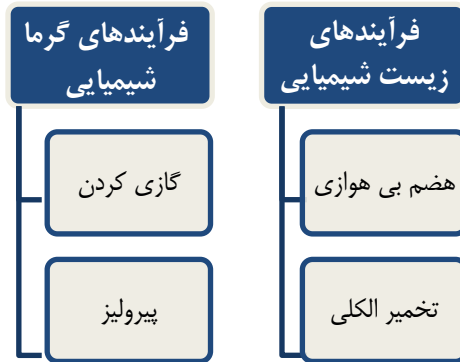 فرآیندهای
زیست شیمیایی
هضم بی هوازی
تخمیر الکلی
فرآیندهای گرما
شیمیایی
گازی کردن
پیرولیز